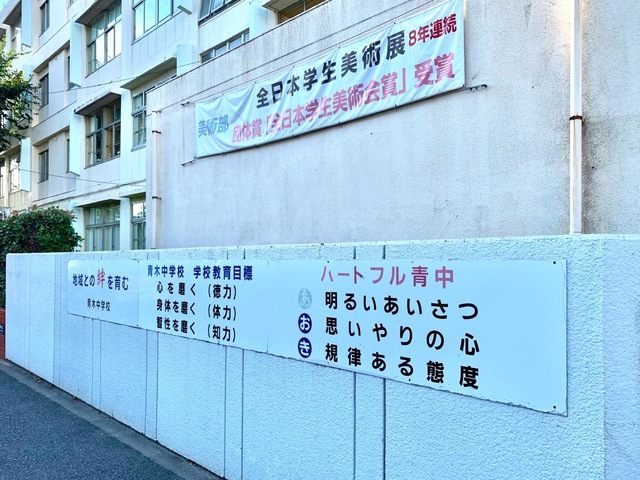 全日本学生美術展8年連続
美術部 団体賞「全日本学生美術会賞」受賞
地域との絆を育む
青木中学校
青木中学校 学校教育目標
心を磨く（徳力）
身体を磨く（体力）
智性を磨く（知力）
ハートフル青中
あ 明るいあいさつ
お 思いやりの心
き 規律ある態度